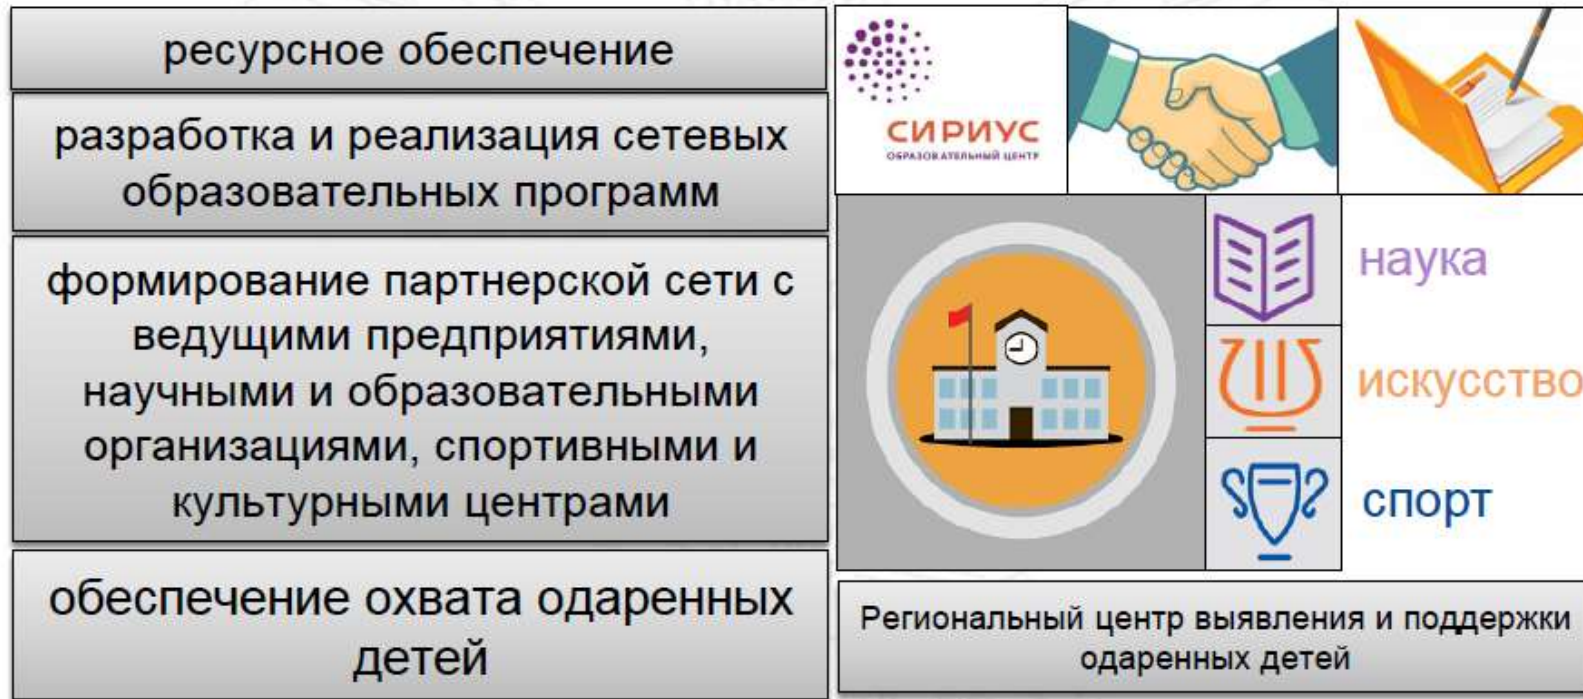 ресурсное обеспечение
разработка и реализация сетевых
образовательных программ
формирование партнерской сети с
ведущими предприятиями,
научными и образовательными
организациями, спортивными и
культурными центрами
обеспечение охвата одаренных
детей
СИРИУС
ОБРАЗОВАТЕЛЬНЫЙ ЦЕНТР
наука
искусство
спорт
Региональный центр выявления и поддержки
одаренных детей